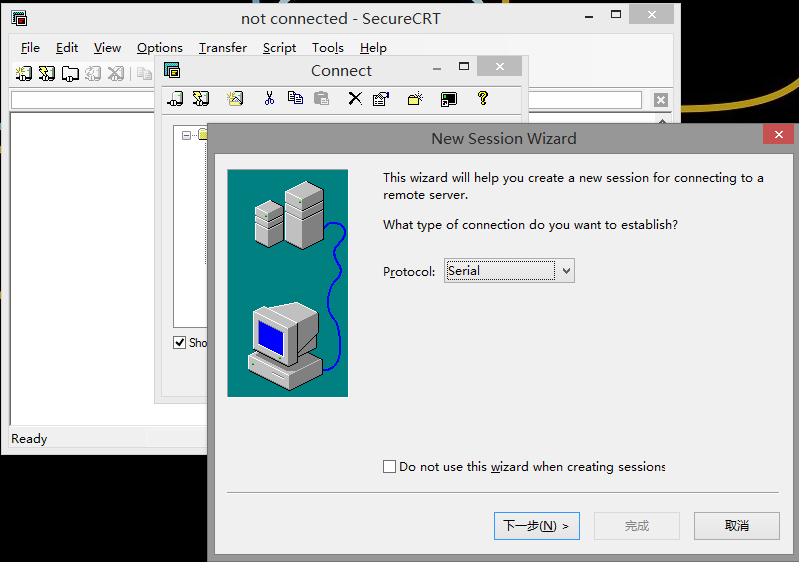 not connected - SecureCRT
File Edit View Options Transfer Script Tools Help
Connect
New Session Wizard
This wizard will help you create a new session for connecting to a
remote server.
What type of connection do you want to establish?
Protocol: Serial
Sho
Ready
Do not use this wizard when creating sessions
下一步(N) > 完成 取消